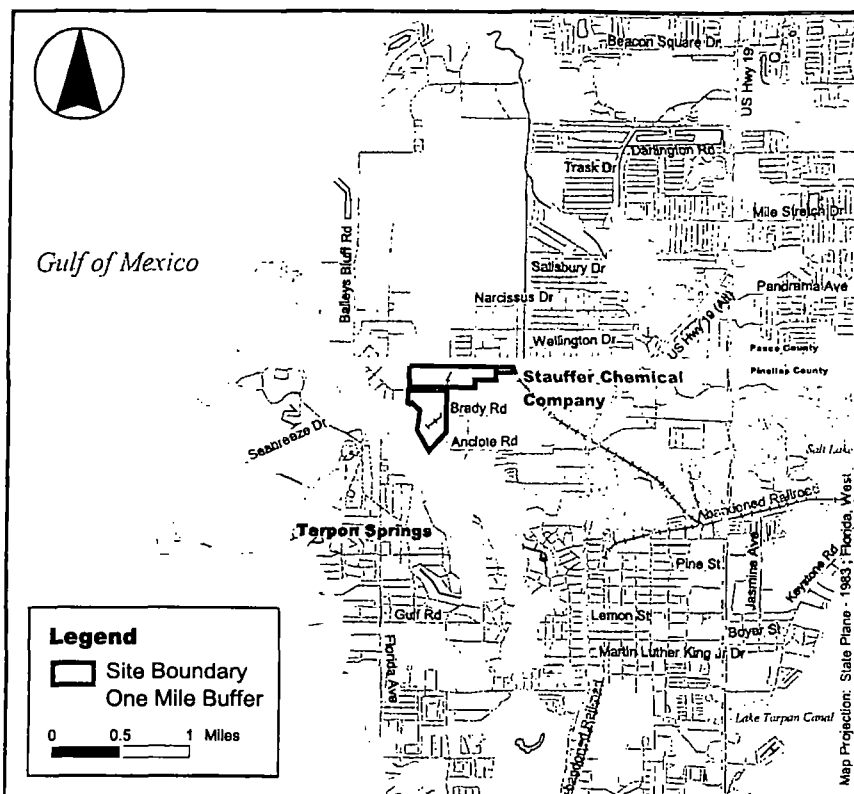 Beacon Square Dr
US Hwy 19
Darlington Rd
Trask Dr
Mile Stretch Dr
Gulf of Mexico
Baileys Bluff Rd
Salisbury Dr
Narcissus Dr
Panorama Ave
US Hwy 19 (Alt)
Wellington Dr
Pasco County
Pinellas County
Stauffer Chemical
Company
Brady Rd
Anclote Rd
Seabreeze Dr
Salt Lake
Abandoned Railroad
Terpon Springs
Pine St
Jasmine Ave
Keystone Rd
Gulf Rd
Lemon St
Boyer St
Martin Luther King Jr Dr
Florida Ave
Abandoned Railroad
Lake Tarpan Canal
Legend
Site Boundary
One Mile Buffer
0 0.5 1 Miles
Map Projection: State Plane - 1983; Florida, West